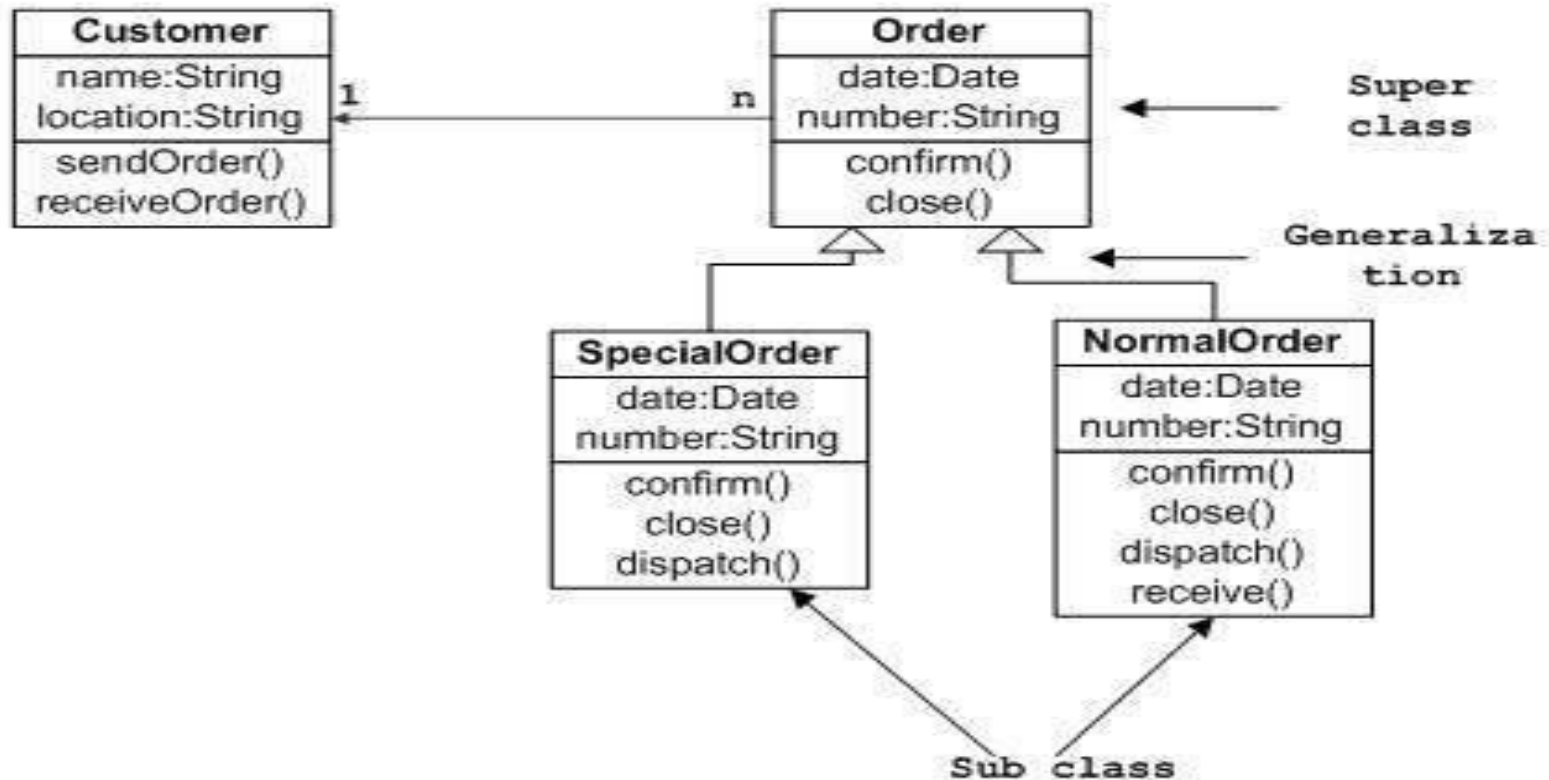 Customer
name:String
location:String
sendOrder()
receiveOrder()
1
n
Order
date:Date
number:String
confirm()
close()
Super
class
Generaliza
tion
SpecialOrder
date:Date
number:String
confirm()
close()
dispatch()
NormalOrder
date:Date
number:String
confirm()
close()
dispatch()
receive()
Sub class